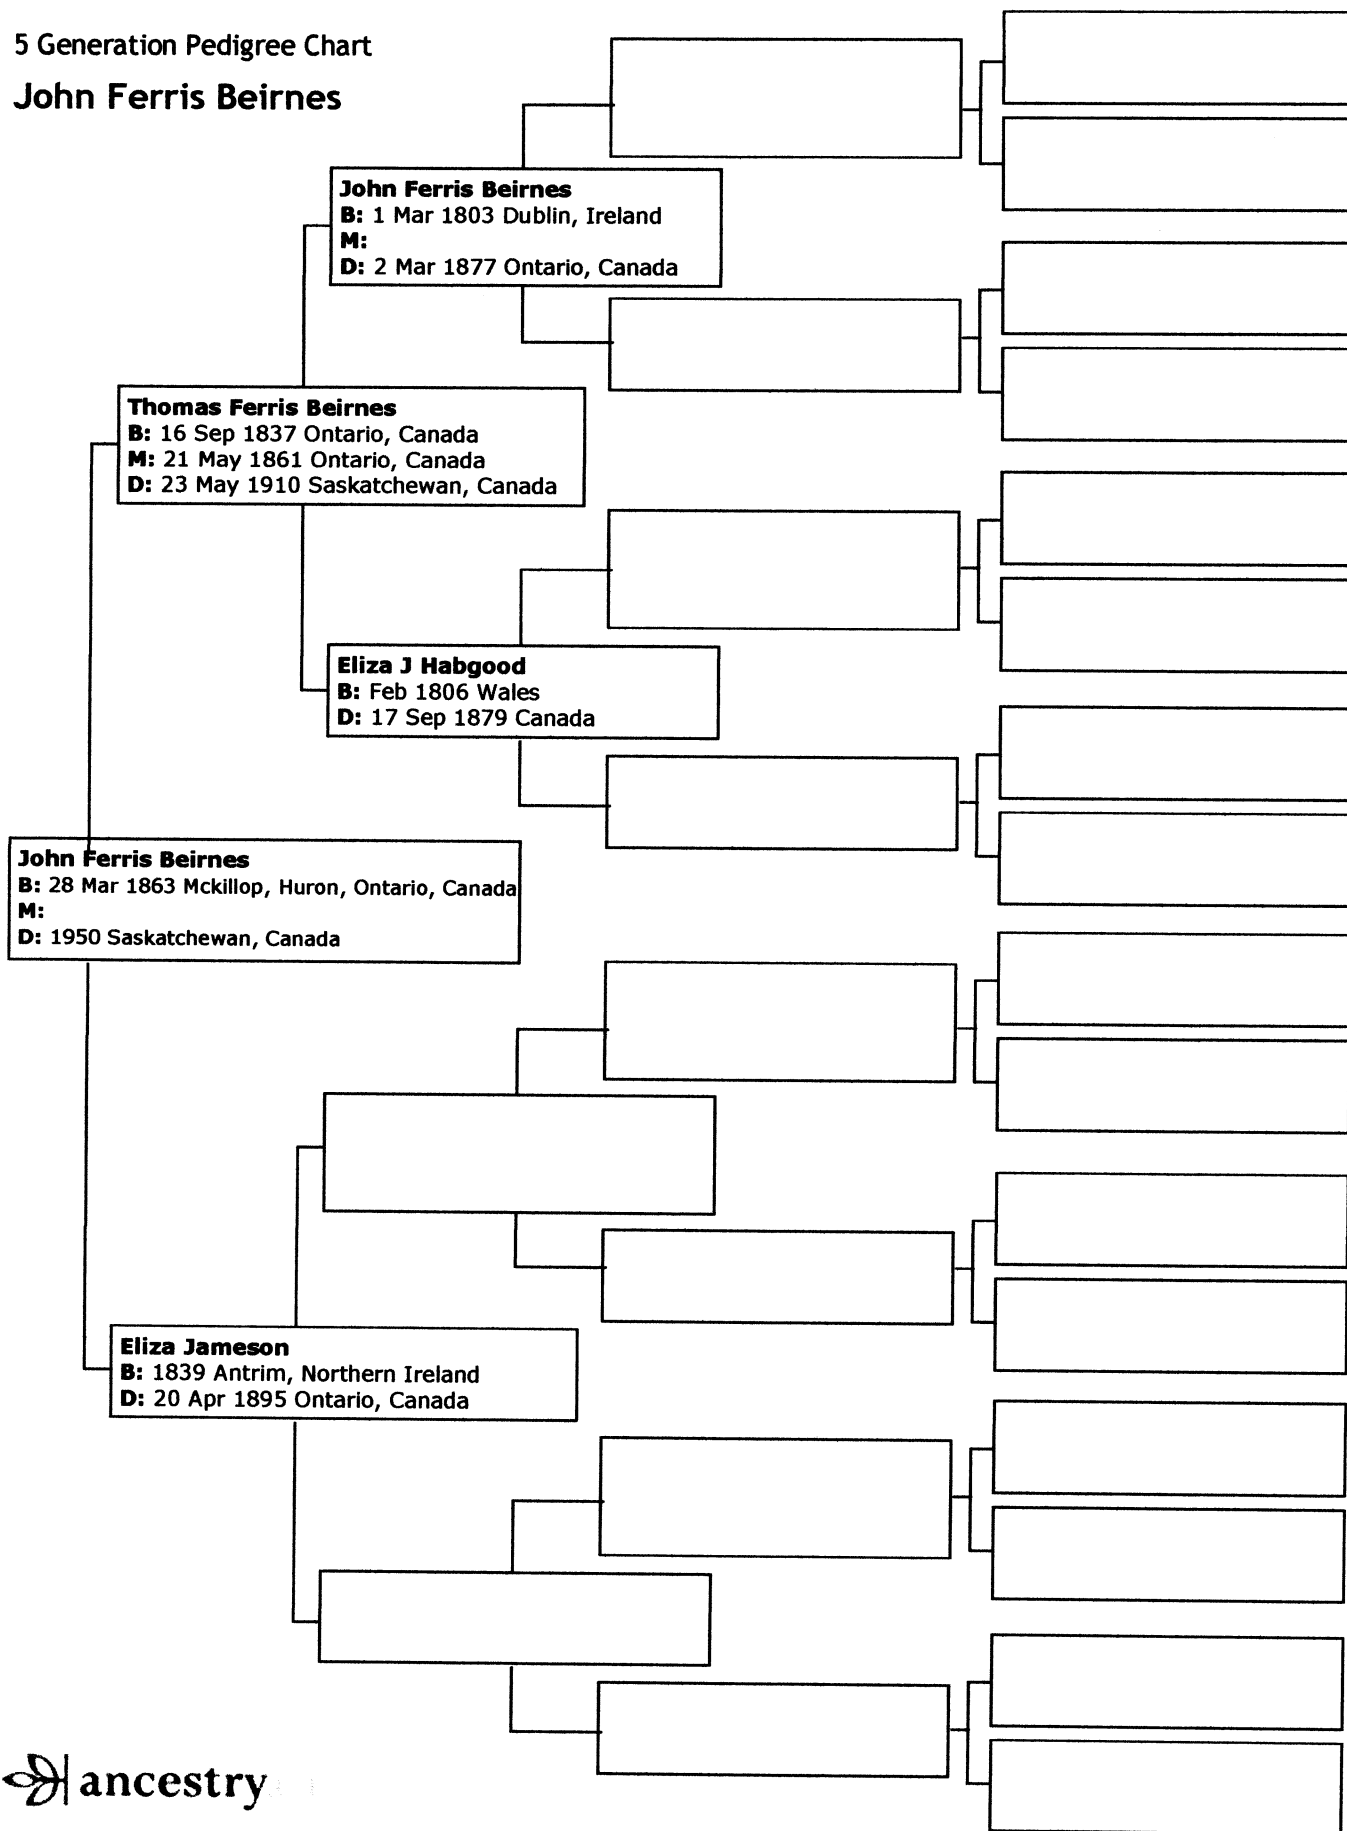 5 Generation Pedigree Chart
John Ferris Beirnes
John Ferris Beirnes
B: 1 Mar 1803 Dublin, Ireland
M:
D: 2 Mar 1877 Ontario, Canada
Thomas Ferris Beirnes
B: 16 Sep 1837 Ontario, Canada
M: 21 May 1861 Ontario, Canada
D: 23 May 1910 Saskatchewan, Canada
Eliza J Habgood
B: Feb 1806 Wales
D: 17 Sep 1879 Canada
John Ferris Beirnes
B: 28 Mar 1863 Mckillop, Huron, Ontario, Canada
M:
D: 1950 Saskatchewan, Canada
Eliza Jameson
B: 1839 Antrim, Northern Ireland
D: 20 Apr 1895 Ontario, Canada
ancestry